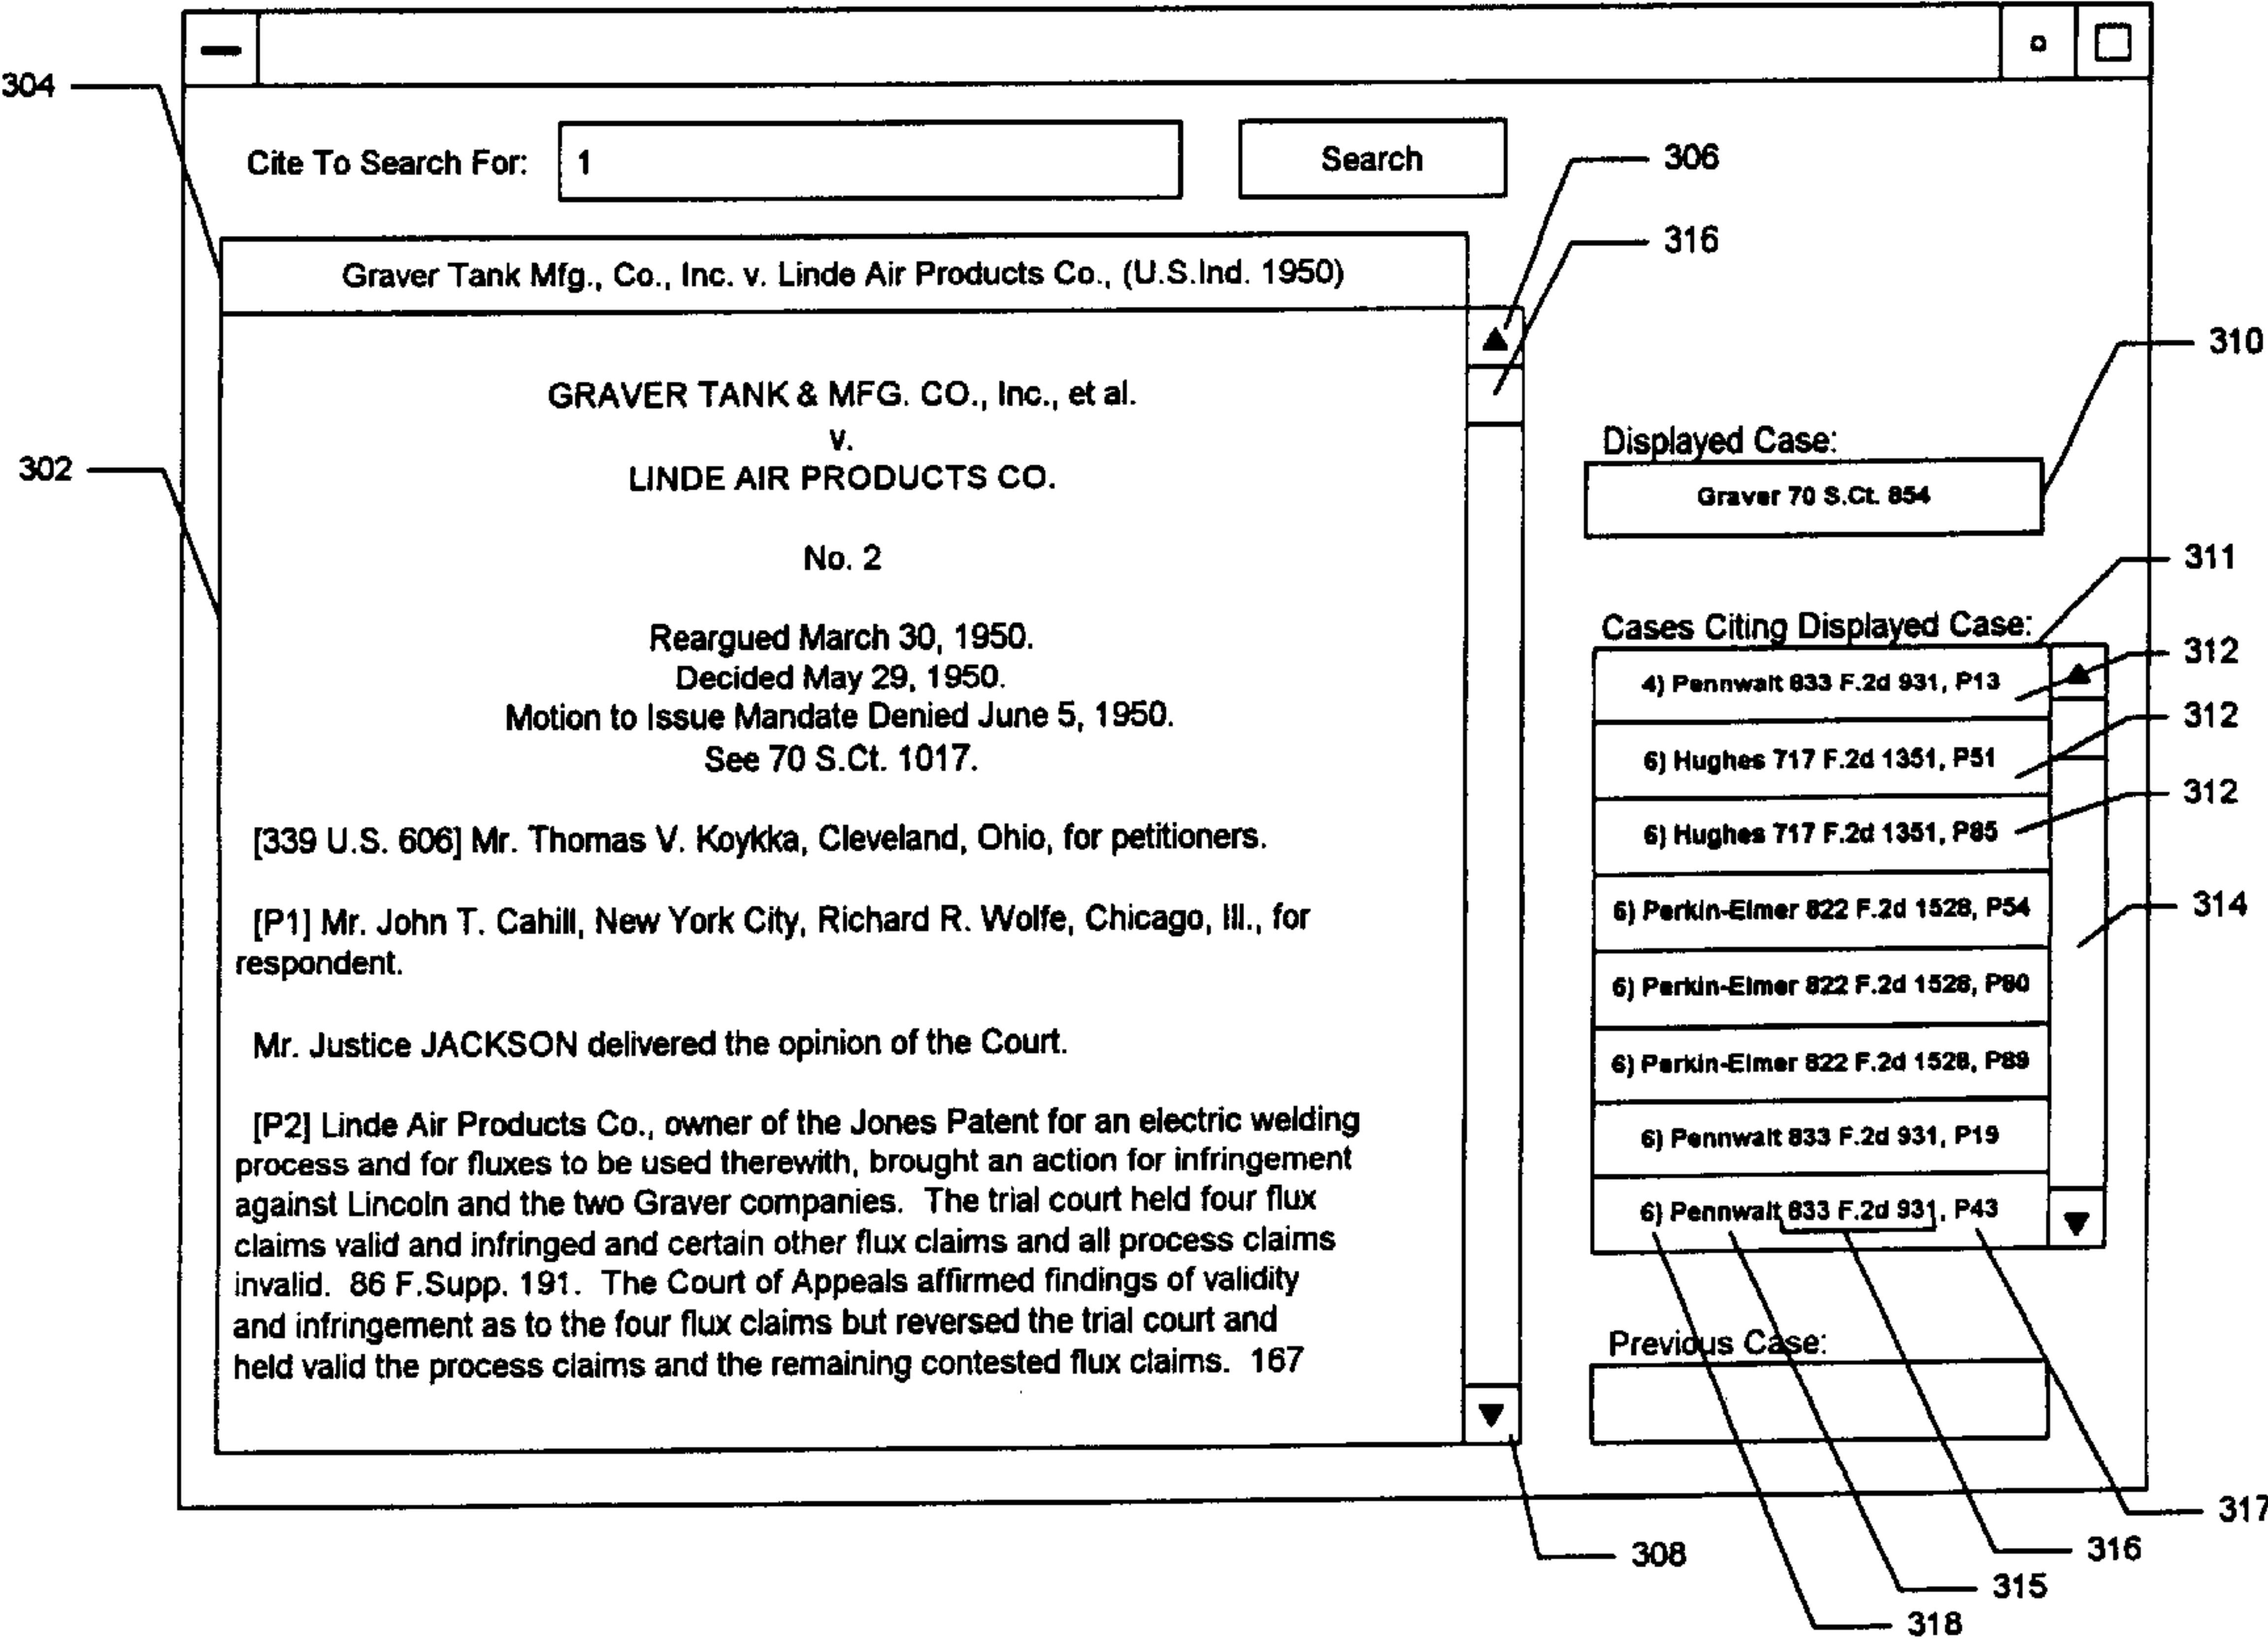 304
Cite To Search For: 1 Search
306
316
Graver Tank Mfg., Co., Inc. v. Linde Air Products Co., (U.S.Ind. 1950)
310
GRAVER TANK & MFG. CO., Inc., et al.
v.
LINDE AIR PRODUCTS CO.
302
No. 2
Reargued March 30, 1950.
Decided May 29, 1950.
Motion to Issue Mandate Denied June 5, 1950.
See 70 S.Ct. 1017.
[339 U.S. 606] Mr. Thomas V. Koykka, Cleveland, Ohio, for petitioners.
[P1] Mr. John T. Cahill, New York City, Richard R. Wolfe, Chicago, Ill., for
respondent.
Mr. Justice JACKSON delivered the opinion of the Court.
[P2] Linde Air Products Co., owner of the Jones Patent for an electric welding
process and for fluxes to be used therewith, brought an action for infringement
against Lincoln and the two Graver companies. The trial court held four flux
claims valid and infringed and certain other flux claims and all process claims
invalid. 86 F.Supp. 191. The Court of Appeals affirmed findings of validity
and infringement as to the four flux claims but reversed the trial court and
held valid the process claims and the remaining contested flux claims. 167
Displayed Case:
Graver 70 S.Ct. 854
311
Cases Citing Displayed Case:
312
4) Pennwalt 833 F.2d 931, P13
312
6) Hughes 717 F.2d 1351, P51
312
6) Hughes 717 F.2d 1351, P85
6) Perkin-Elmer 822 F.2d 1528, P54
314
6) Perkin-Elmer 822 F.2d 1528, P80
6) Perkin-Elmer 822 F.2d 1528, P89
6) Pennwalt 833 F.2d 931, P19
6) Pennwalt 833 F.2d 931, P43
Previous Case:
317
308
316
315
318